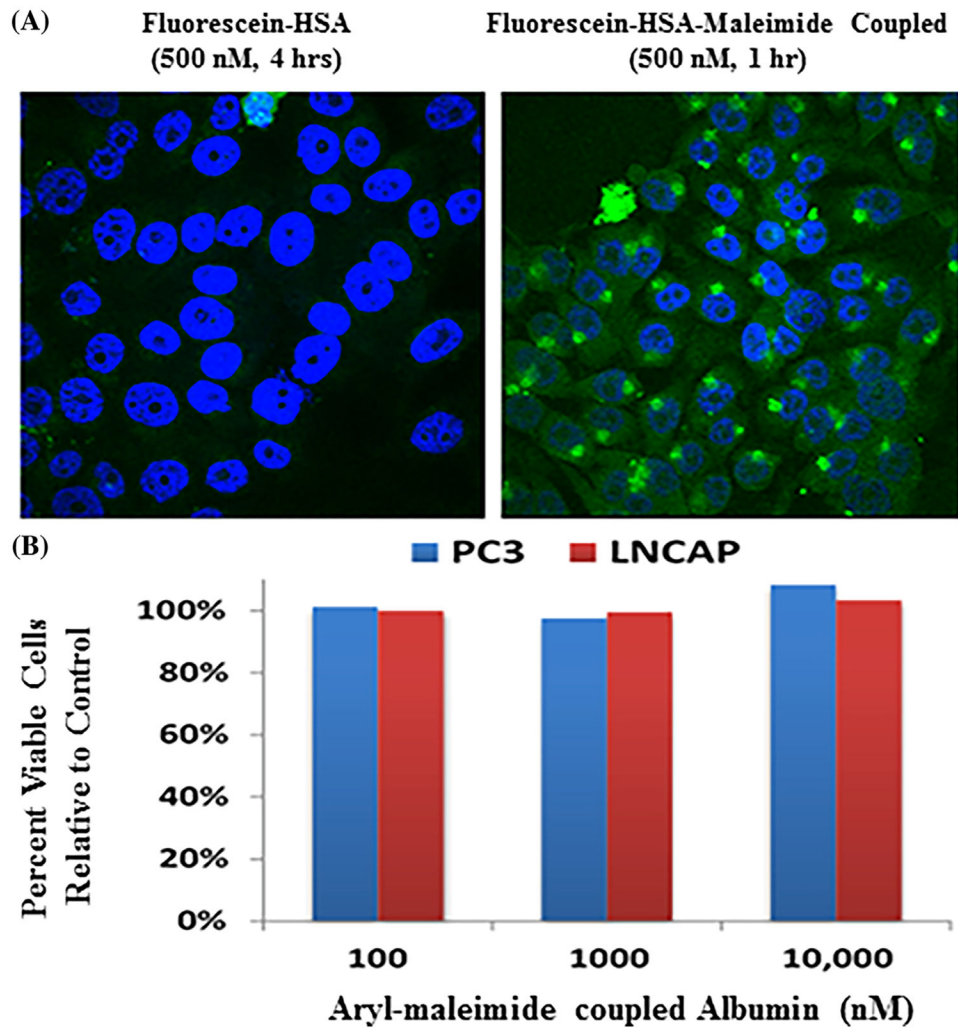 (A)
Fluorescein-HSA
(500 nM, 4 hrs)
Fluorescein-HSA-Maleimide Coupled
(500 nM, 1 hr)
(B)
PC3 LNCAP
Percent Viable Cells
Relative to Control
100%
80%
60%
40%
20%
0%
100 1000 10,000
Aryl-maleimide coupled Albumin (nM)